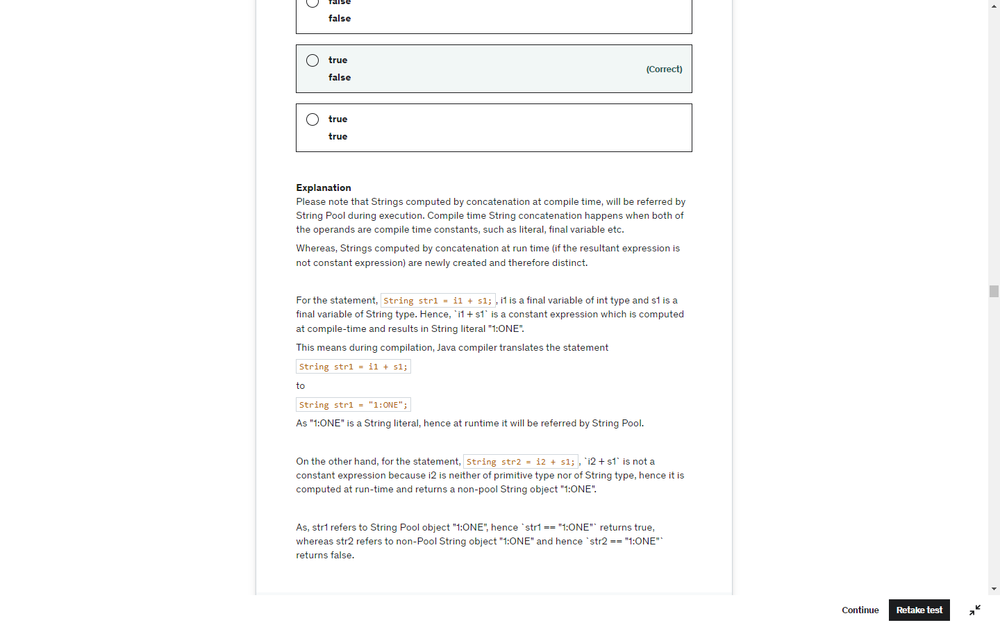 false
false
true
(Correct)
false
true
true
Explanation
Please note that Strings computed by concatenation at compile time, will be referred by
String Pool during execution. Compile time String concatenation happens when both of
the operands are compile time constants, such as literal, final variable etc.
Whereas, Strings computed by concatenation at run time (if the resultant expression is
not constant expression) are newly created and therefore distinct.
For the statement, String str1 = i1 + s1; , i1 is a final variable of int type and s1 is a
final variable of String type. Hence, `i1 + s1` is a constant expression which is computed
at compile-time and results in String literal "1:ONE".
This means during compilation, Java compiler translates the statement
String str1 = i1 + s1;
to
String str1 = "1:ONE";
As "1:ONE" is a String literal, hence at runtime it will be referred by String Pool.
On the other hand, for the statement, String str2 = i2 + s1; , `i2 + s1` is not a
constant expression because i2 is neither of primitive type nor of String type, hence it is
computed at run-time and returns a non-pool String object "1:ONE".
As, str1 refers to String Pool object "1:ONE", hence `str1 == "1:ONE"` returns true,
whereas str2 refers to non-Pool String object "1:ONE" and hence `str2 == "1:ONE"`
returns false.
Continue
Retake test